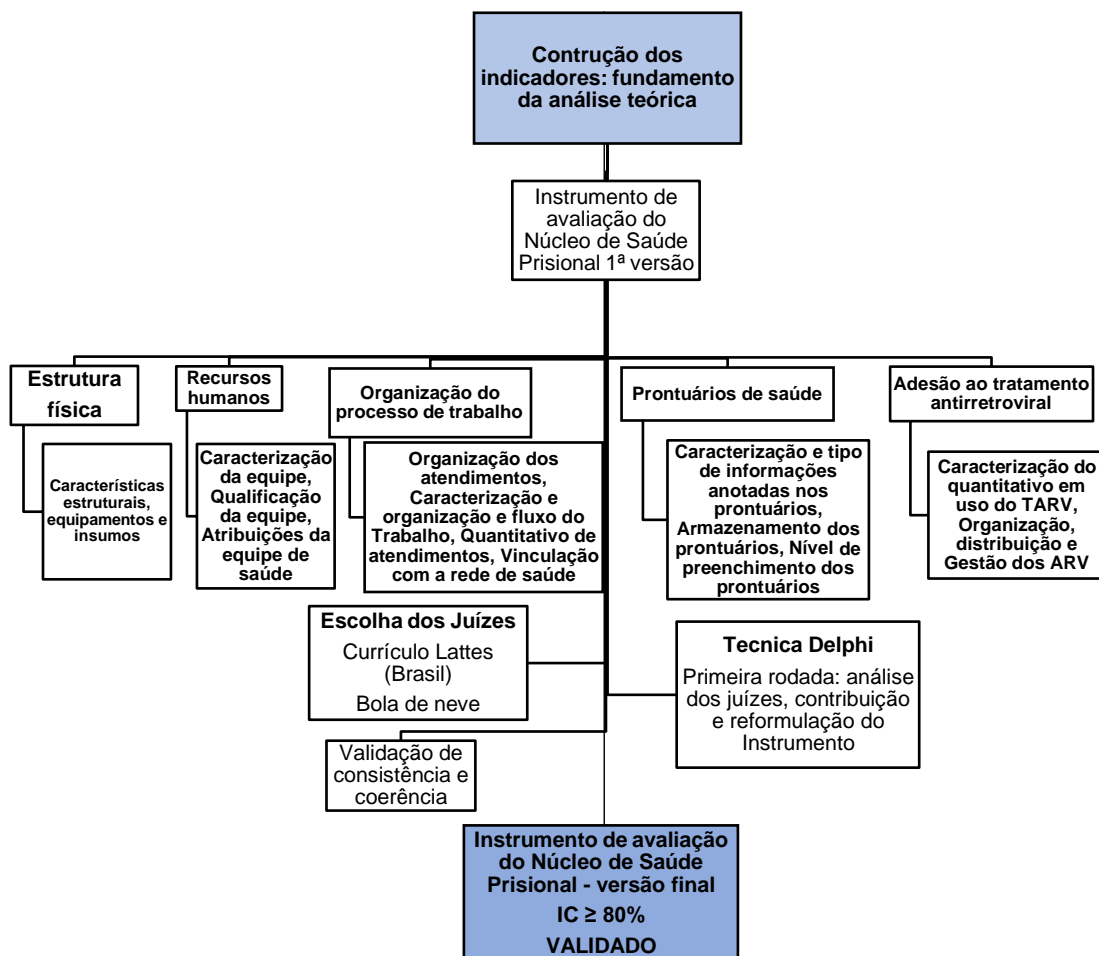 Contrução dos
indicadores: fundamento
da análise teórica
Instrumento de
avaliação do
Núcleo de Saúde
Prisional 1ª versão
Estrutura
física
Características
estruturais,
equipamentos e
insumos
Recursos
humanos
Caracterização
da equipe,
Qualificação
da equipe,
Atribuições da
equipe de
saúde
Organização do
processo de trabalho
Organização dos
atendimentos,
Caracterização e
organização e fluxo do
Trabalho, Quantitativo de
atendimentos, Vinculação
com a rede de saúde
Prontuários de saúde
Caracterização e tipo
de informações
anotadas nos
prontuários,
Armazenamento dos
prontuários, Nível de
preenchimento dos
prontuários
Adesão ao tratamento
antirretroviral
Caracterização do
quantitativo em
uso do TARV,
Organização,
distribuição e
Gestão dos ARV
Escolha dos Juízes
Currículo Lattes
(Brasil)
Bola de neve
Tecnica Delphi
Primeira rodada: análise
dos juízes, contribuição
e reformulação do
Instrumento
Validação de
consistência e
coerência
Instrumento de avaliação
do Núcleo de Saúde
Prisional - versão final
IC ≥ 80%
VALIDADO